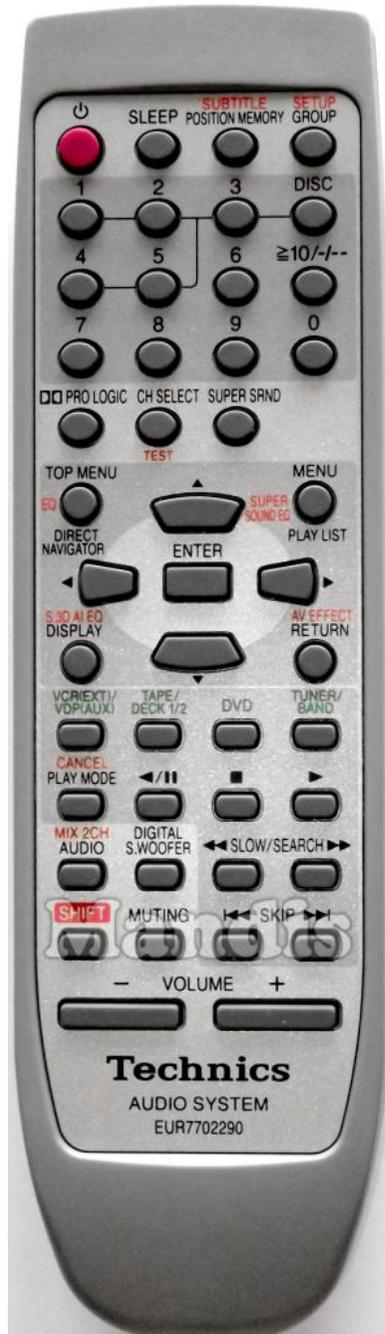 SUBTITLE SETUP
SLEEP POSITION MEMORY GROUP
1 2 3 DISC
4 5 6 ≧10/-/--
7 8 9 0
PRO LOGIC CH SELECT SUPER SRND
TEST
TOP MENU MENU
EQ SUPER
SOUND EQ
DIRECT
NAVIGATOR
PLAY LIST
ENTER
S.3D AI EQ AV EFFECT
DISPLAY RETURN
VCR(EXT)/
VDP(AUX)
TAPE/
DECK 1/2
DVD
TUNER/
BAND
CANCEL
PLAY MODE ◀/❚❚ ■ ▶
MIX 2CH
AUDIO
DIGITAL
S.WOOFER
◀◀ SLOW/SEARCH ▶▶
SHIFT MUTING |◀◀ SKIP ▶▶|
Mandis
− VOLUME +
Technics
AUDIO SYSTEM
EUR7702290